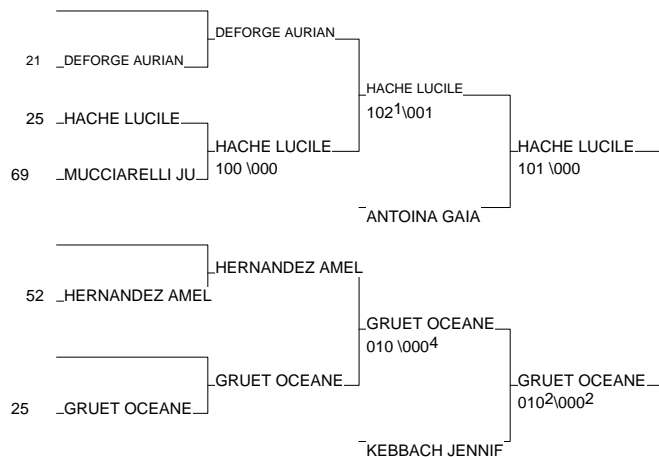 DEFORGE AURIAN
21 DEFORGE AURIAN
HACHE LUCILE
102¹\001
25 HACHE LUCILE
HACHE LUCILE
100 \000
HACHE LUCILE
101 \000
69 MUCCIARELLI JU
ANTOINA GAIA
HERNANDEZ AMEL
52 HERNANDEZ AMEL
GRUET OCEANE
010 \000⁴
GRUET OCEANE
GRUET OCEANE
010²\000²
25 GRUET OCEANE
KEBBACH JENNIF